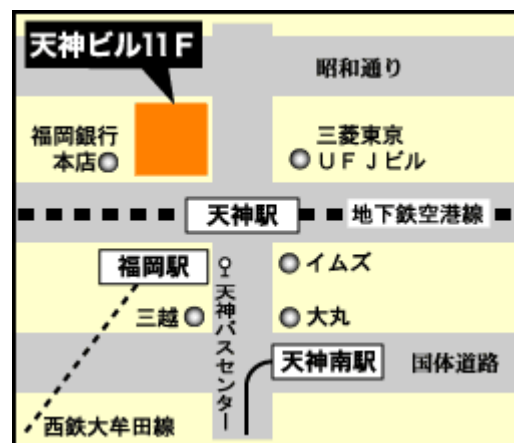 天神ビル11F
昭和通り
福岡銀行
本店
三菱東京
UFJビル
天神駅
地下鉄空港線
福岡駅
イムズ
三越
天神バスセンター
大丸
天神南駅
国体道路
西鉄大牟田線